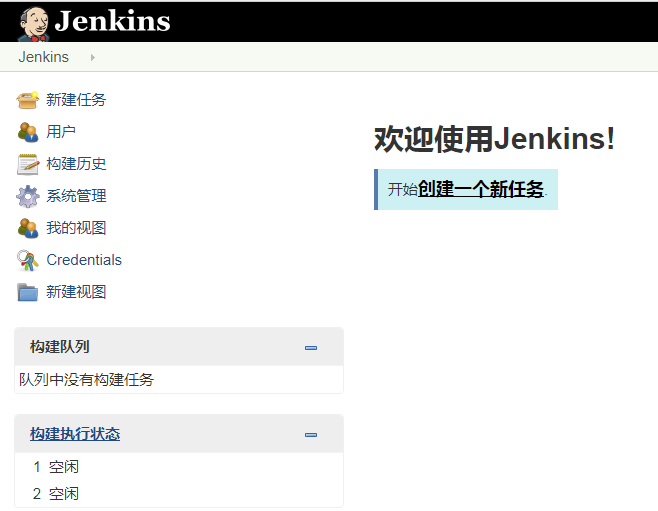 Jenkins
Jenkins
新建任务
用户
构建历史
系统管理
我的视图
Credentials
新建视图
构建队列
队列中没有构建任务
构建执行状态
1 空闲
2 空闲
欢迎使用Jenkins!
开始创建一个新任务.